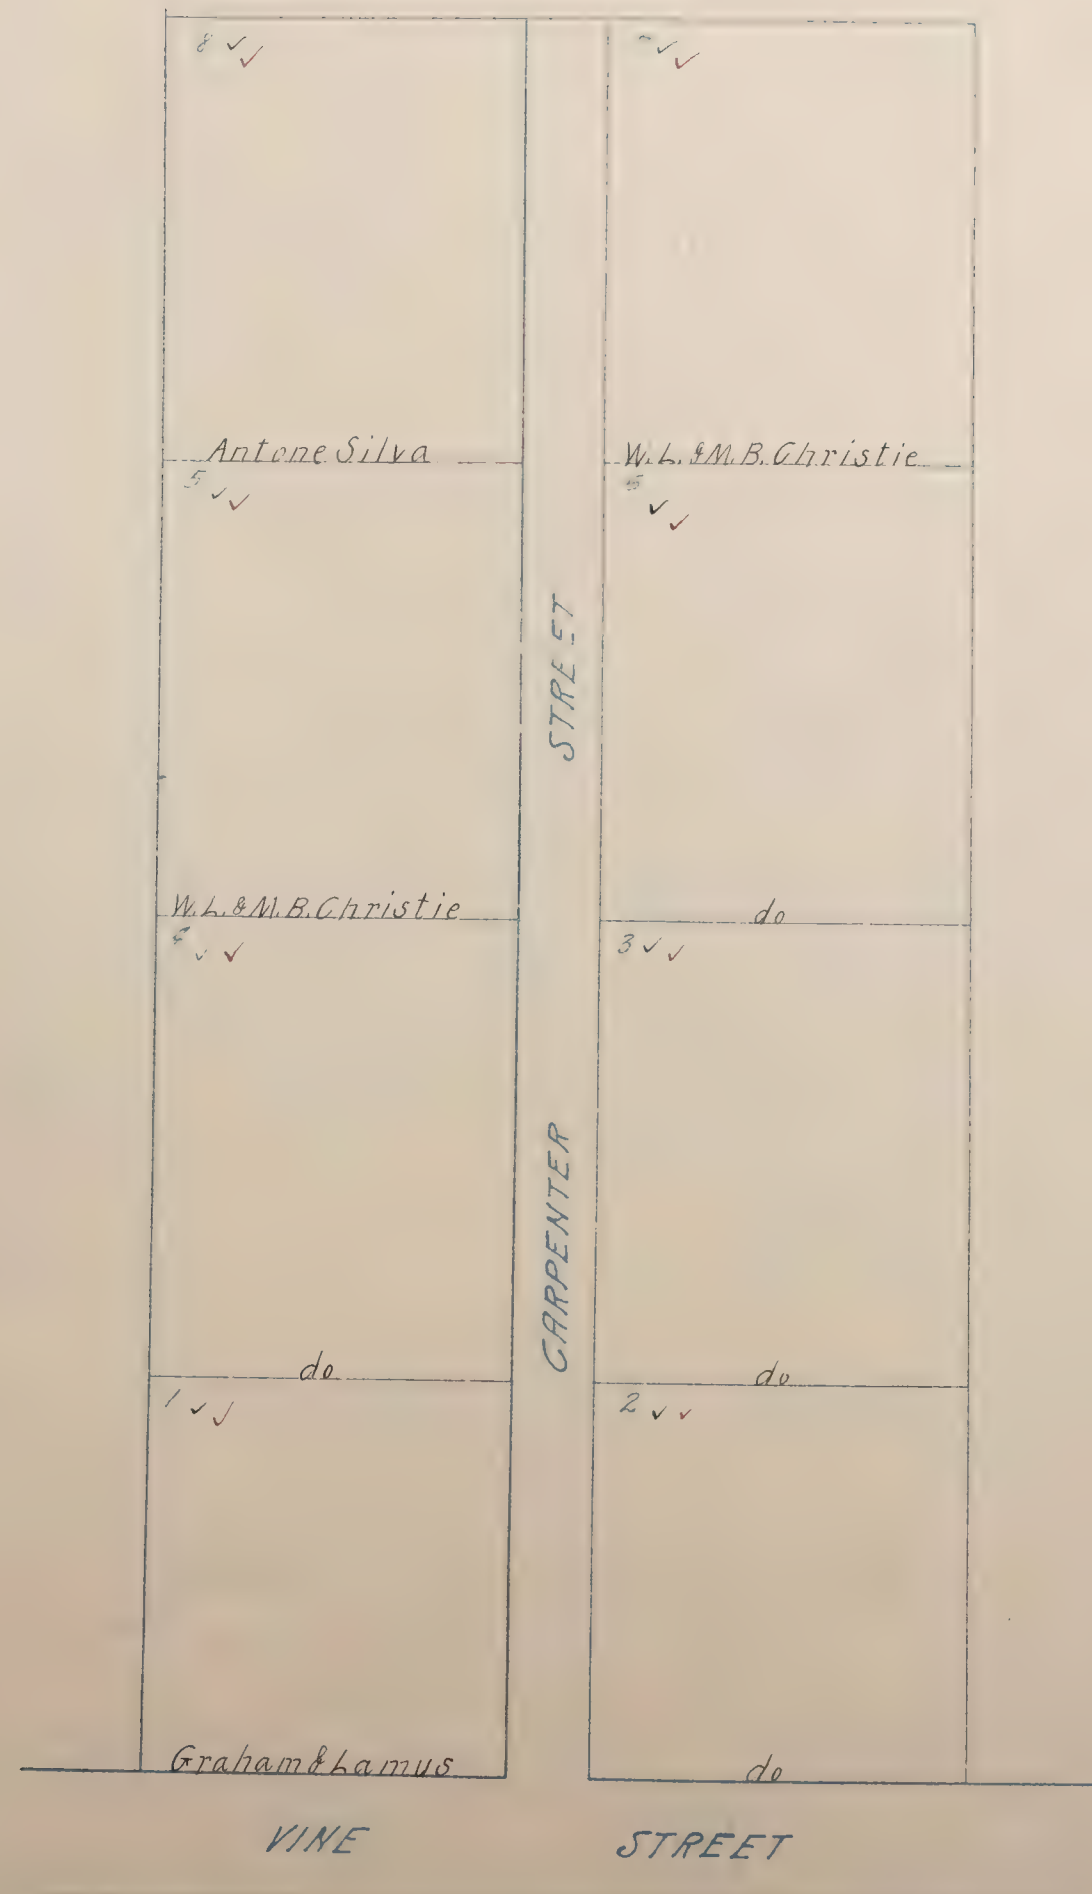 8 ✓ ✓
✓ ✓
Antone Silva
W. L. & M. B. Christie
5 ✓ ✓
✓ ✓
STREET
W. L. & M. B. Christie
do
4 ✓ ✓
3 ✓ ✓
CARPENTER
do
do
1 ✓ ✓
2 ✓ ✓
Graham & Lamus
do
VINE STREET